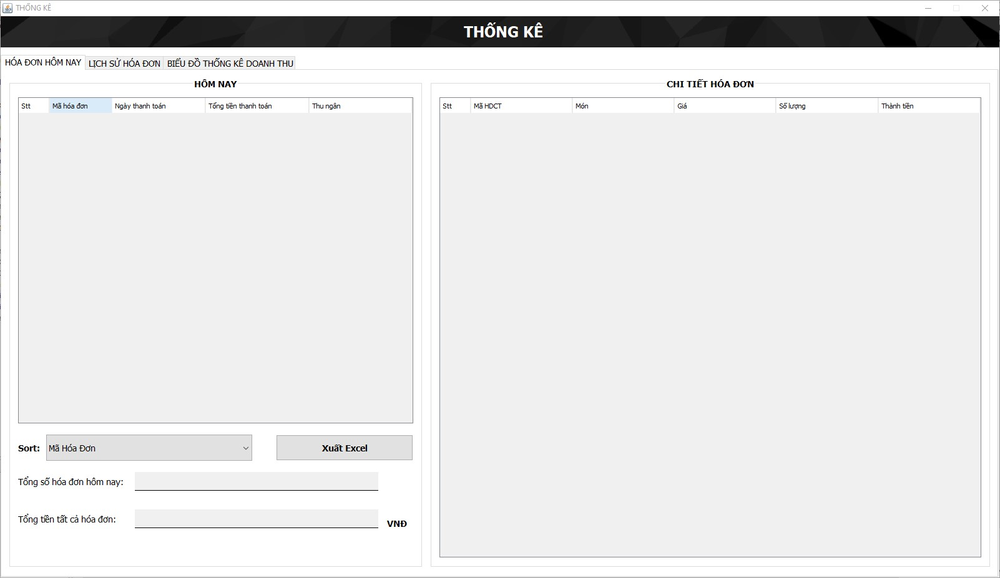 THỐNG KÊ
THỐNG KÊ
HÓA ĐƠN HÔM NAY LỊCH SỬ HÓA ĐƠN BIỂU ĐỒ THỐNG KÊ DOANH THU
HÔM NAY
Stt Mã hóa đơn Ngày thanh toán Tổng tiền thanh toán Thu ngân
Sort: Mã Hóa Đơn Xuất Excel
Tổng số hóa đơn hôm nay:
Tổng tiền tất cả hóa đơn: VNĐ
CHI TIẾT HÓA ĐƠN
Stt Mã HDCT Món Giá Số lượng Thành tiền